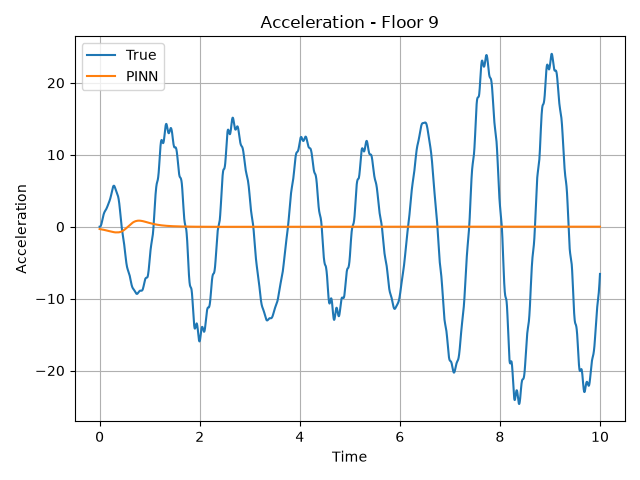 Acceleration - Floor 9
True
PINN
Acceleration
20
10
0
−10
−20
0 2 4 6 8 10
Time